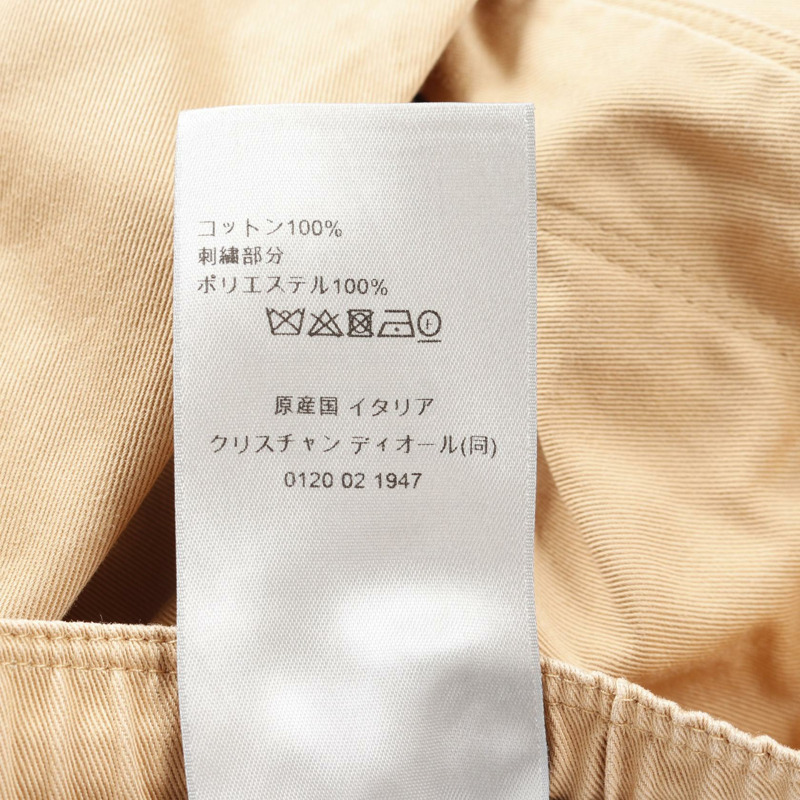 コットン100%
刺繍部分
ポリエステル100%
F
原産国 イタリア
クリスチャン ディオール(同)
0120 02 1947